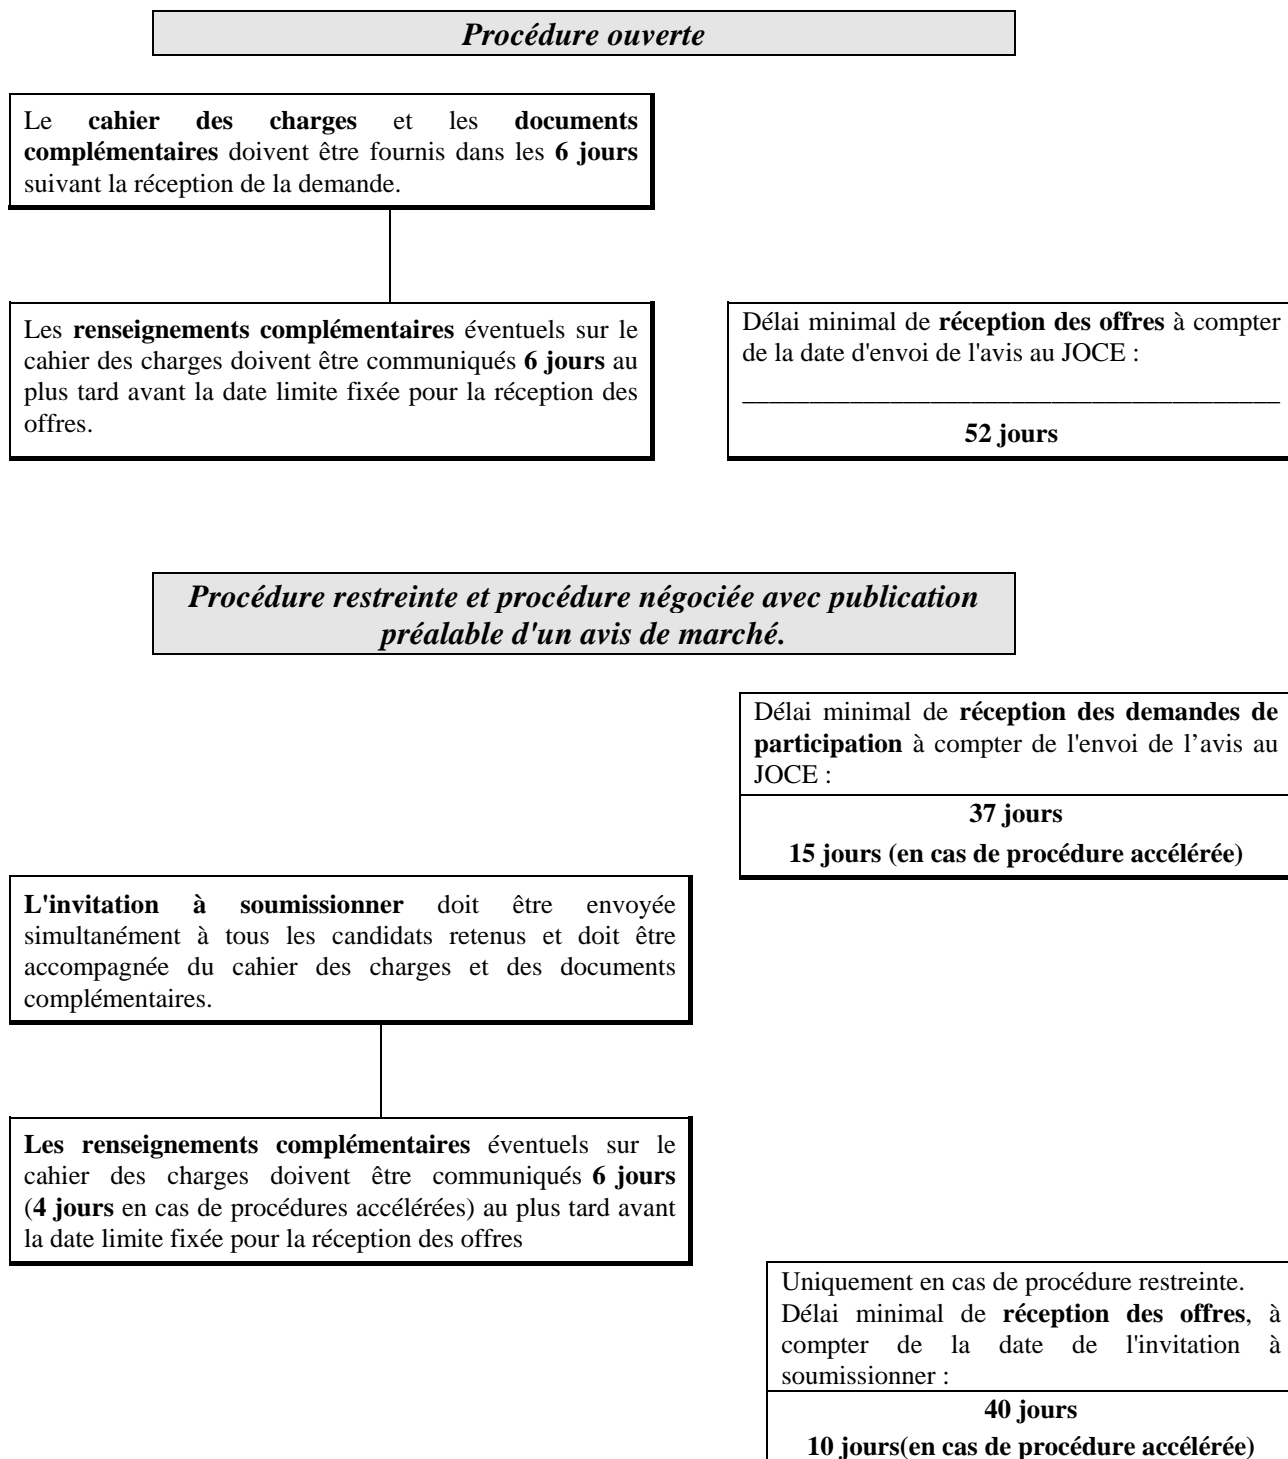 Procédure ouverte
Le cahier des charges et les documents
complémentaires doivent être fournis dans les 6 jours
suivant la réception de la demande.
Les renseignements complémentaires éventuels sur le
cahier des charges doivent être communiqués 6 jours au
plus tard avant la date limite fixée pour la réception des
offres.
Délai minimal de réception des offres à compter
de la date d'envoi de l'avis au JOCE :
________________________________________
52 jours
Procédure restreinte et procédure négociée avec publication
préalable d'un avis de marché.
Délai minimal de réception des demandes de
participation à compter de l'envoi de l’avis au
JOCE :
37 jours
15 jours (en cas de procédure accélérée)
L'invitation à soumissionner doit être envoyée
simultanément à tous les candidats retenus et doit être
accompagnée du cahier des charges et des documents
complémentaires.
Les renseignements complémentaires éventuels sur le
cahier des charges doivent être communiqués 6 jours
(4 jours en cas de procédures accélérées) au plus tard avant
la date limite fixée pour la réception des offres
Uniquement en cas de procédure restreinte.
Délai minimal de réception des offres, à
compter de la date de l'invitation à
soumissionner :
40 jours
10 jours(en cas de procédure accélérée)